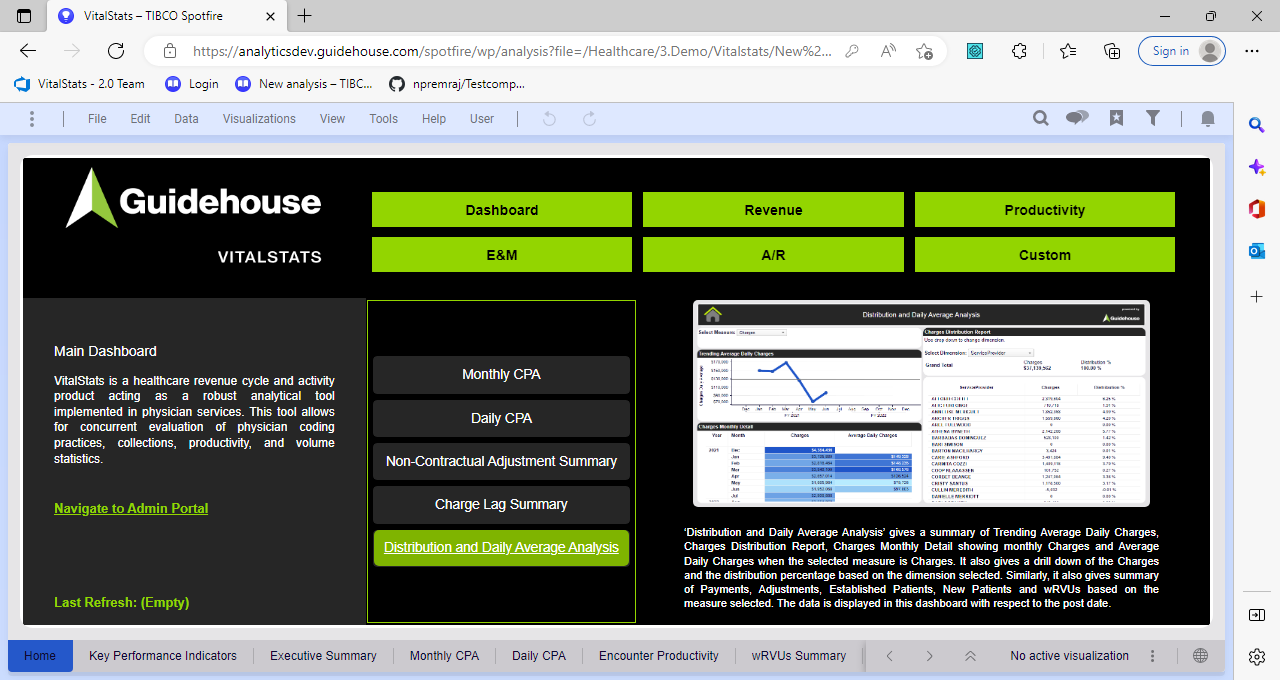 VitalStats – TIBCO Spotfire
https://analyticsdev.guidehouse.com/spotfire/wp/analysis?file=/Healthcare/3.Demo/Vitalstats/New%2...
Sign in
VitalStats - 2.0 Team
Login
New analysis – TIBC...
npremraj/Testcomp...
File Edit Data Visualizations View Tools Help User
Guidehouse
VITALSTATS
Dashboard
Revenue
Productivity
E&M
A/R
Custom
Main Dashboard
VitalStats is a healthcare revenue cycle and activity
product acting as a robust analytical tool
implemented in physician services. This tool allows
for concurrent evaluation of physician coding
practices, collections, productivity, and volume
statistics.
Navigate to Admin Portal
Last Refresh: (Empty)
Monthly CPA
Daily CPA
Non-Contractual Adjustment Summary
Charge Lag Summary
Distribution and Daily Average Analysis
Distribution and Daily Average Analysis
Guidehouse
Select Measure: Charges
Charges Distribution Report
Use drop down to change dimension.
Select Dimension: ServiceProvider
Charges
Distribution %
Grand Total
100.00 %
Trending Average Daily Charges
Charges Monthly Detail
Year Month Charges Average Daily Charges
ServiceProvider Charges Distribution %
‘Distribution and Daily Average Analysis’ gives a summary of Trending Average Daily Charges,
Charges Distribution Report, Charges Monthly Detail showing monthly Charges and Average
Daily Charges when the selected measure is Charges. It also gives a drill down of the Charges
and the distribution percentage based on the dimension selected. Similarly, it also gives summary
of Payments, Adjustments, Established Patients, New Patients and wRVUs based on the
measure selected. The data is displayed in this dashboard with respect to the post date.
Home
Key Performance Indicators
Executive Summary
Monthly CPA
Daily CPA
Encounter Productivity
wRVUs Summary
No active visualization